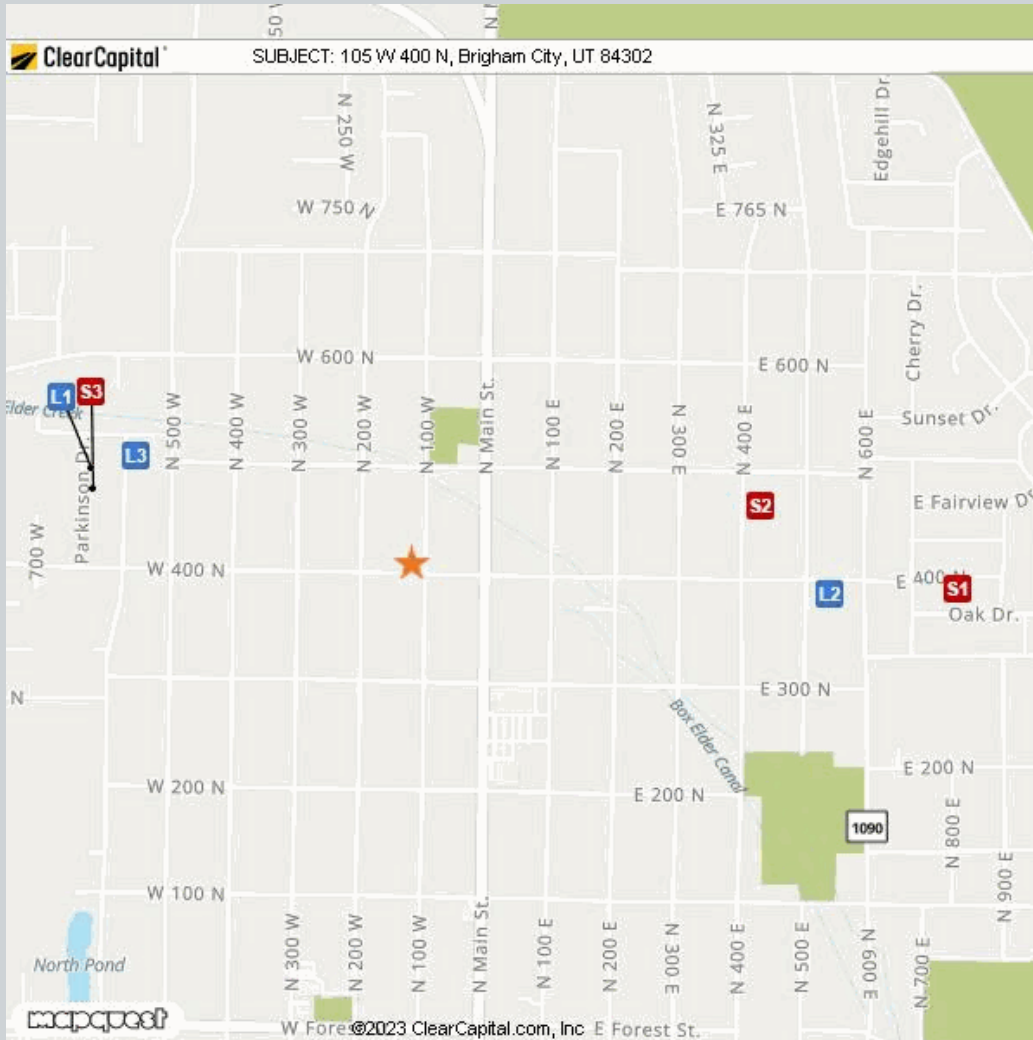 ClearCapital
SUBJECT: 105 W 400 N, Brigham City, UT 84302
N 250 W
N 325 E
Edgehill Dr.
W 750 N
E 765 N
Cherry Dr.
W 600 N
E 600 N
L1
S3
Elder Creek
N 500 W
N 400 W
N 300 W
N 200 W
N 100 W
N Main St.
N 100 E
N 200 E
N 300 E
N 400 E
N 600 E
Sunset Dr.
L3
Parkinson Dr.
700 W
S2
E Fairview Dr
W 400 N
L2
E 400 N
S1
Oak Dr.
N
E 300 N
Box Elder Canal
W 200 N
E 200 N
E 200 N
1090
N 800 E
W 100 N
N 900 E
North Pond
N 300 W
N 200 W
N 100 W
N Main St.
N 100 E
N 200 E
N 300 E
N 400 E
N 500 E
N 600 E
N 700 E
mapquest
W Fores
©2023 ClearCapital.com, Inc
E Forest St.